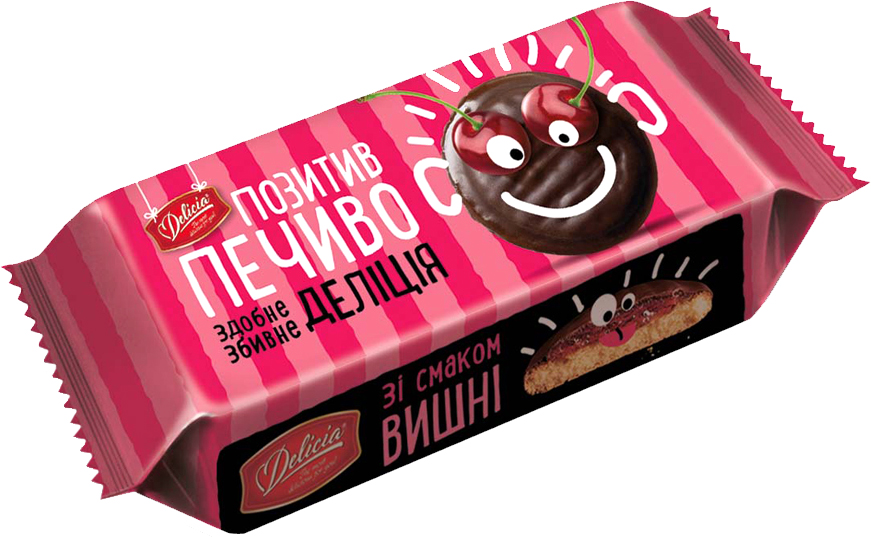 Delicia
ПОЗИТИВ
ПЕЧИВО
здобне
збивне
ДЕЛІЦІЯ
зі смаком
ВИШНІ
Delicia